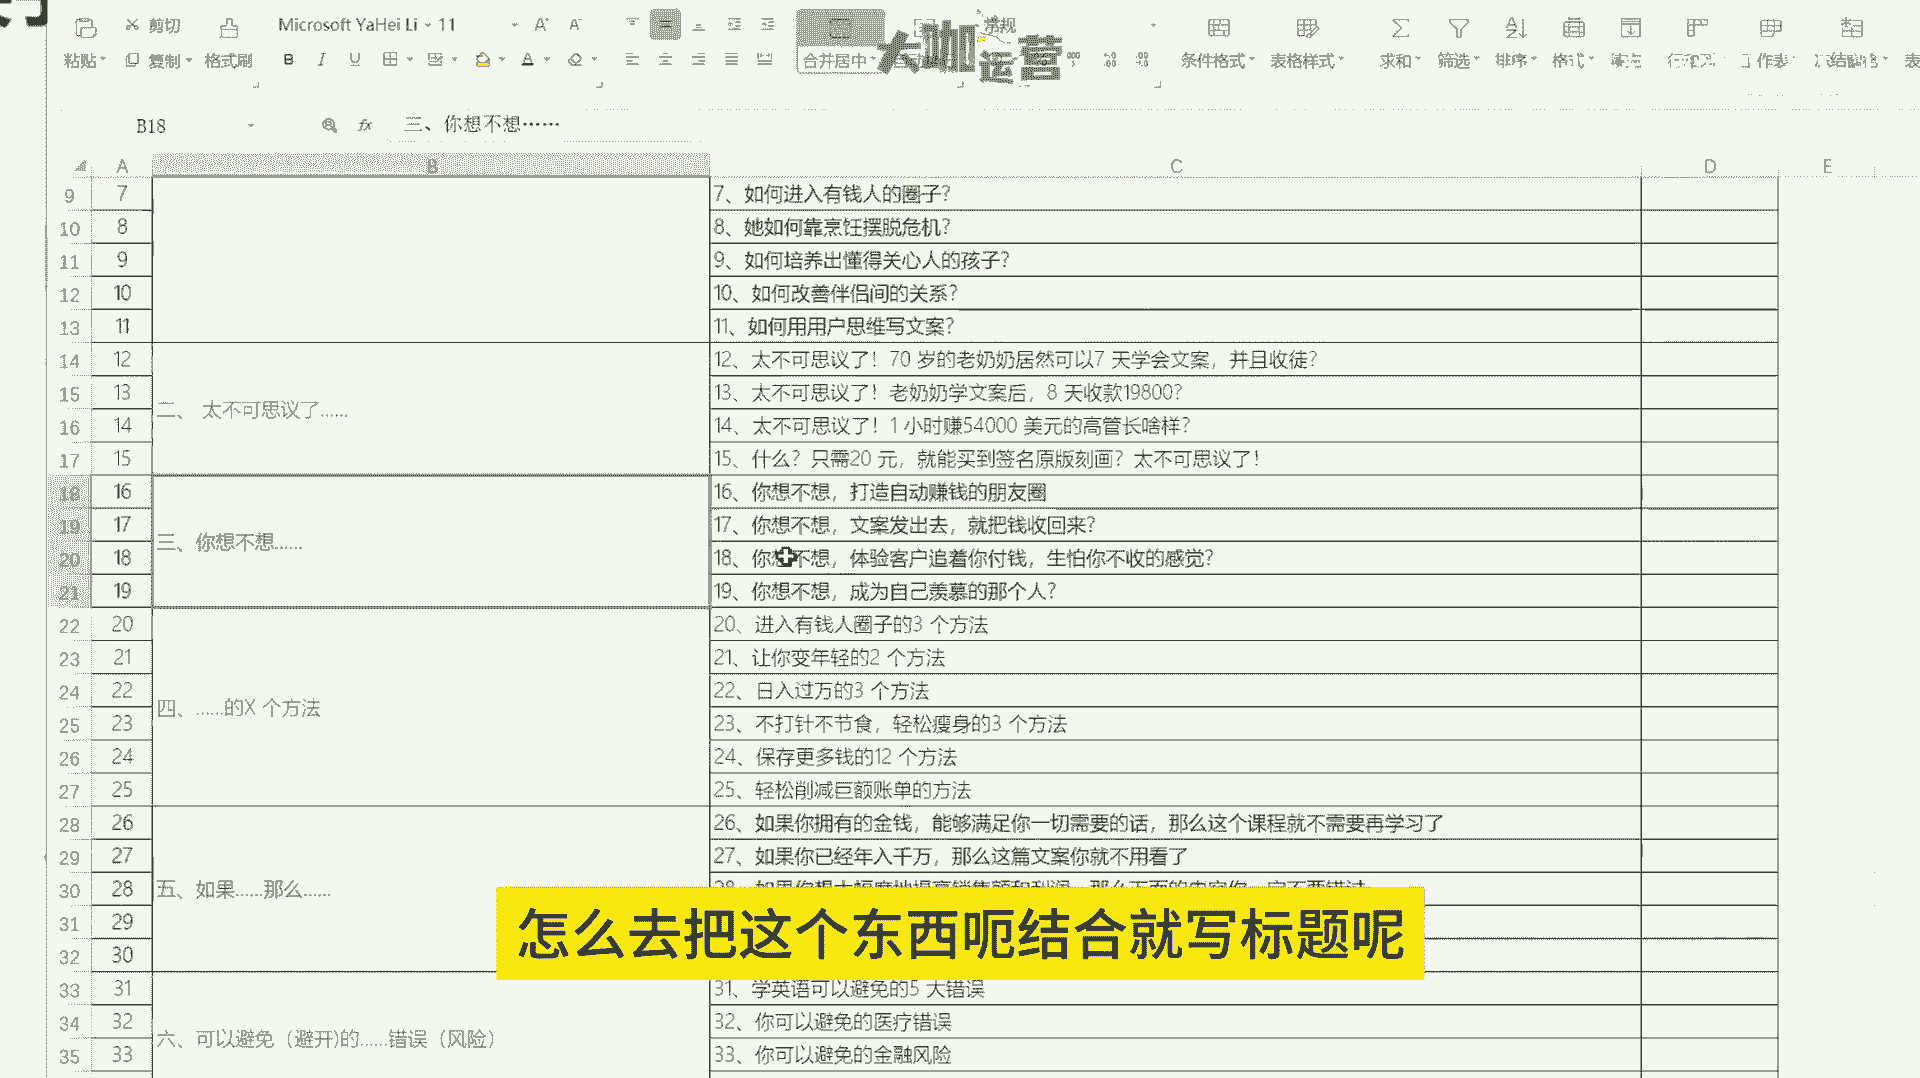 剪切
Microsoft YaHei Li 11
A⁺ A⁻
常规
粘贴 复制 格式刷
B I U A
合并居中
条件格式 表格样式 求和 筛选 排序 格式 填充 工作表
大咖运营
B18 fx 三、你想不想……
A B C D E
9 7 7、如何进入有钱人的圈子?
10 8 8、她如何靠烹饪摆脱危机?
11 9 9、如何培养出懂得关心人的孩子?
12 10 10、如何改善伴侣间的关系?
13 11 11、如何用用户思维写文案?
14 12 12、太不可思议了！70 岁的老奶奶居然可以7 天学会文案，并且收徒?
15 13 二、 太不可思议了…… 13、太不可思议了！老奶奶学文案后，8 天收款19800?
16 14 14、太不可思议了！1 小时赚54000 美元的高管长啥样?
17 15 15、什么？只需20 元，就能买到签名原版刻画？太不可思议了！
18 16 16、你想不想，打造自动赚钱的朋友圈
19 17 三、你想不想…… 17、你想不想，文案发出去，就把钱收回来?
20 18 18、你想不想，体验客户追着你付钱，生怕你不收的感觉?
21 19 19、你想不想，成为自己羡慕的那个人?
22 20 20、进入有钱人圈子的3 个方法
23 21 21、让你变年轻的2 个方法
24 22 四、……的X 个方法 22、日入过万的3 个方法
25 23 23、不打针不节食，轻松瘦身的3 个方法
26 24 24、保存更多钱的12 个方法
27 25 25、轻松削减巨额账单的方法
28 26 26、如果你拥有的金钱，能够满足你一切需要的话，那么这个课程就不需要再学习了
29 27 27、如果你已经年入千万，那么这篇文案你就不用看了
30 28 五、如果……那么……
31 29
32 30
怎么去把这个东西呃结合就写标题呢
33 31 31、学英语可以避免的5 大错误
34 32 六、可以避免（避开)的……错误（风险） 32、你可以避免的医疗错误
35 33 33、你可以避免的金融风险